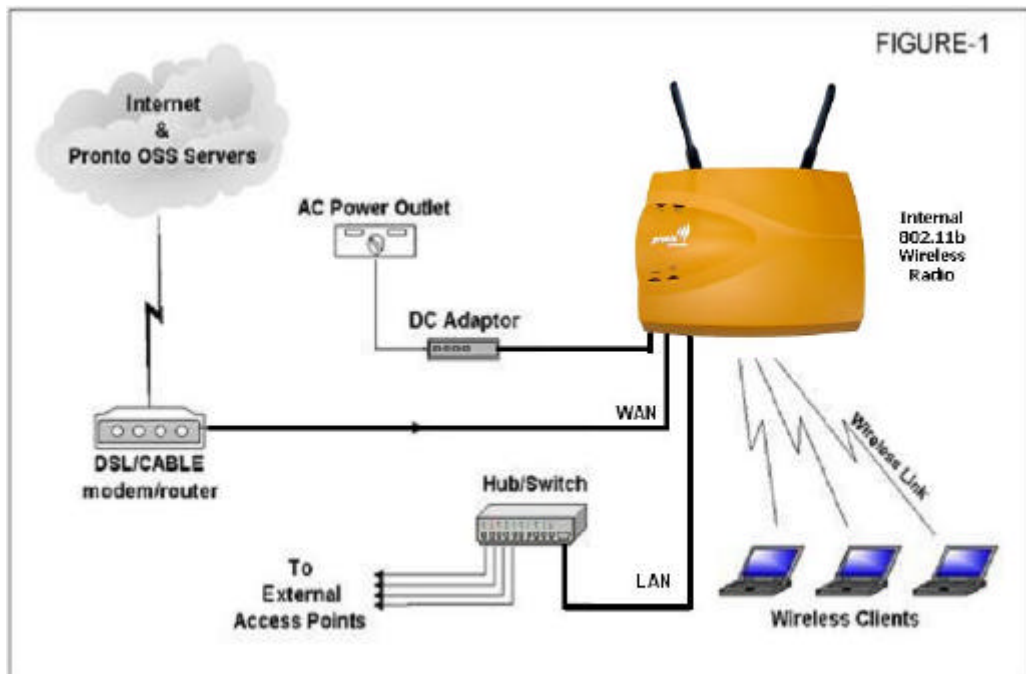 FIGURE-1
Internet
&
Pronto OSS Servers
AC Power Outlet
Internal
802.11b
Wireless
Radio
pronto
DC Adaptor
WAN
DSL/CABLE
modem/router
Hub/Switch
Wireless Link
To
External
Access Points
LAN
Wireless Clients